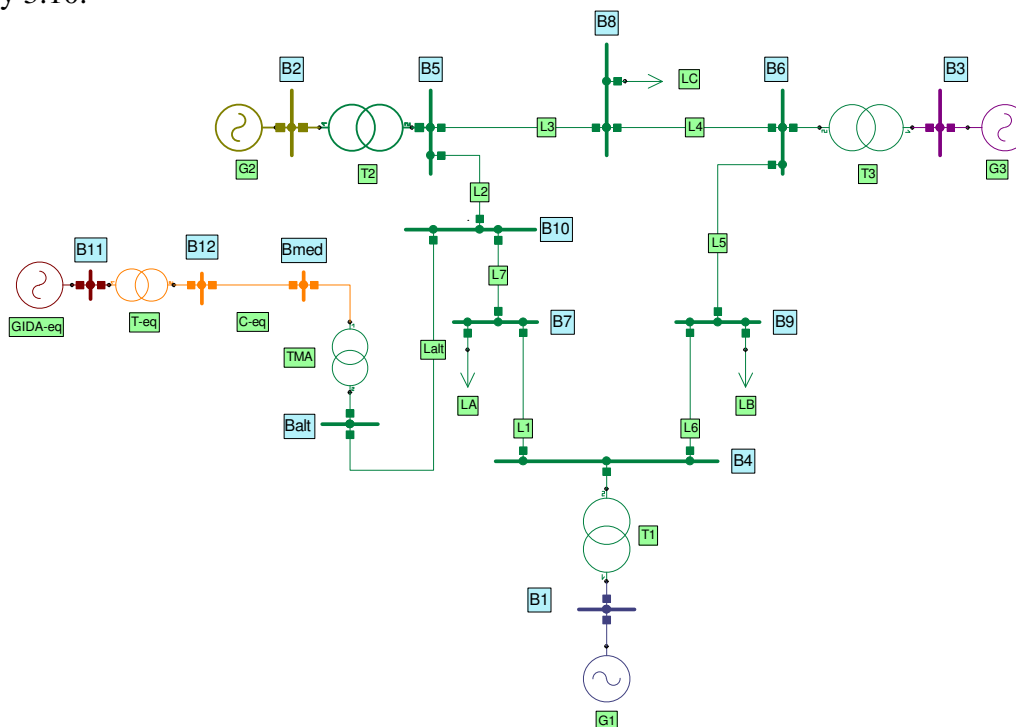 y 5.10.
B8
B2
B5
B6
B3
LC
L3
L4
G2
T2
T3
G3
L2
B10
B11
B12
Bmed
L5
L7
GIDA-eq
T-eq
C-eq
B7
B9
TMA
Lalt
LA
LB
Balt
L1
L6
B4
T1
B1
G1